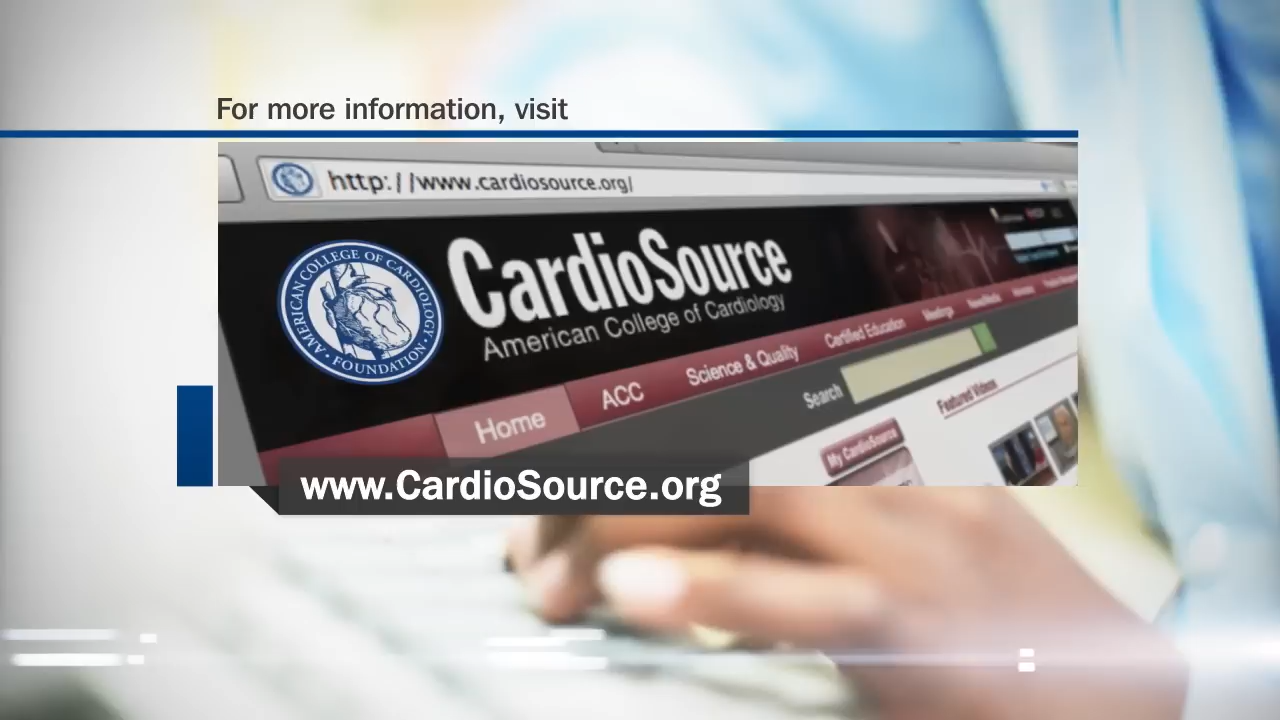 For more information, visit
http://www.cardiosource.org/
AMERICAN COLLEGE OF CARDIOLOGY
· FOUNDATION ·
CardioSource
American College of Cardiology
Home
ACC
Science & Quality
Certified Education
Meetings
Search
Featured Videos
My CardioSource
www.CardioSource.org